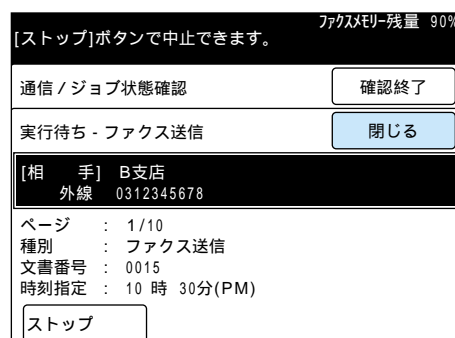 ファクスメモリー残量 90%
[ストップ]ボタンで中止できます。
通信/ジョブ状態確認 確認終了
実行待ち-ファクス送信 閉じる
[相 手] B支店
外線 0312345678
ページ : 1/10
種別 : ファクス送信
文書番号 : 0015
時刻指定 : 10 時 30分(PM)
ストップ